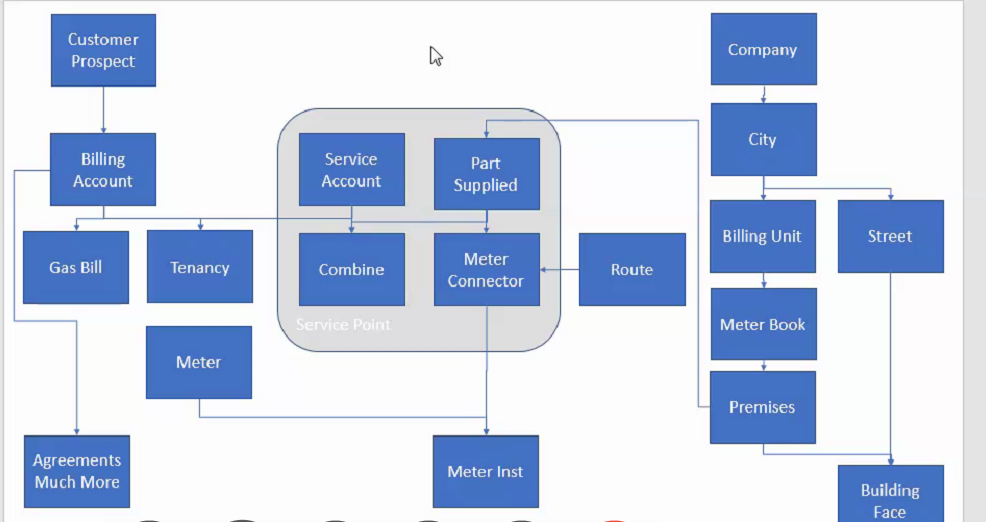 Customer
Prospect
Company
City
Billing
Account
Service
Account
Part
Supplied
Billing Unit
Street
Gas Bill
Tenancy
Combine
Meter
Connector
Route
Service Point
Meter Book
Meter
Premises
Agreements
Much More
Meter Inst
Building
Face